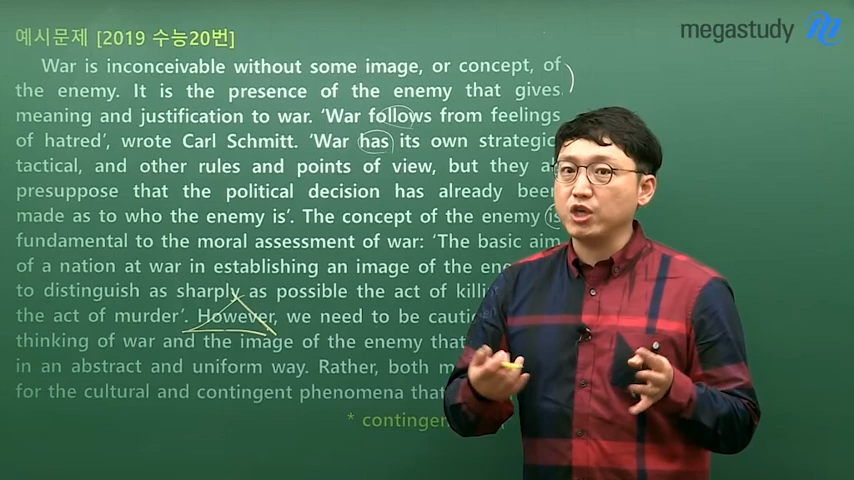 예시문제 [2019 수능20번]
megastudy
War is inconceivable without some image, or concept, of
the enemy. It is the presence of the enemy that gives
meaning and justification to war. ‘War follows from feelings
of hatred’, wrote Carl Schmitt. ‘War has its own strategic,
tactical, and other rules and points of view, but they
presuppose that the political decision has already been
made as to who the enemy is’. The concept of the enemy is
fundamental to the moral assessment of war: ‘The basic aim
of a nation at war in establishing an image of the
to distinguish as sharply as possible the act of
the act of murder’. However, we need to be
thinking of war and the image of the enemy that
in an abstract and uniform way. Rather, both
for the cultural and contingent phenomena that
*